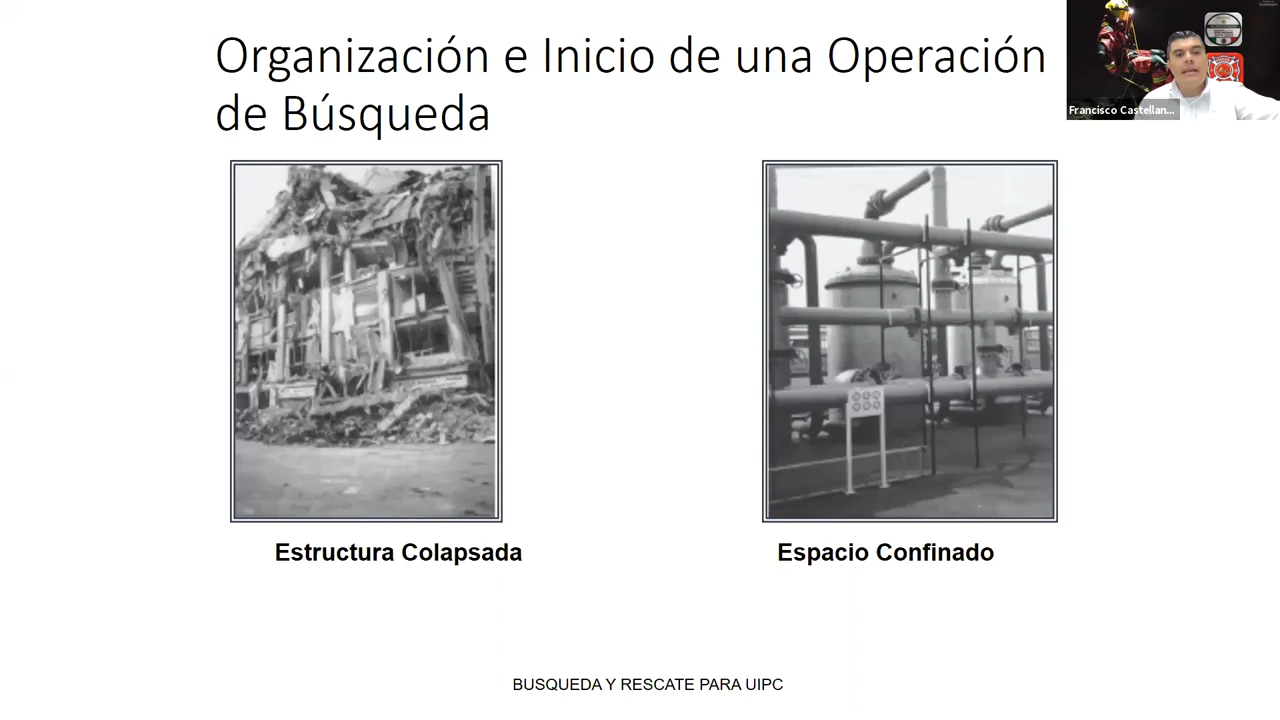 Organización e Inicio de una Operación
de Búsqueda
Francisco Castellan...
Estructura Colapsada
Espacio Confinado
BUSQUEDA Y RESCATE PARA UIPC